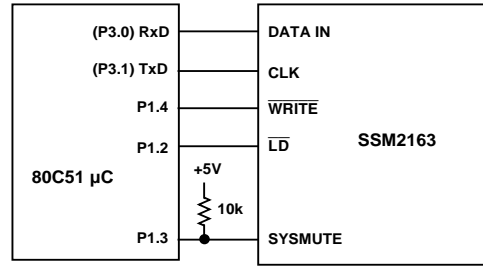 (P3.0) RxD DATA IN
(P3.1) TxD CLK
P1.4 WRITE
P1.2 LD
SSM2163
80C51 µC
+5V
10k
P1.3 SYSMUTE